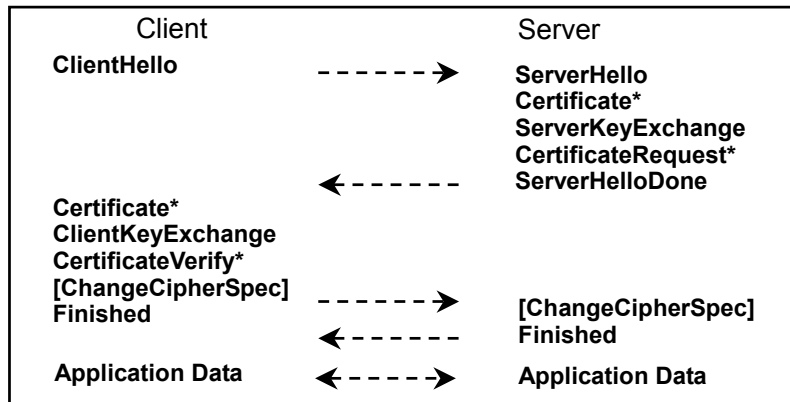 Client Server
ClientHello
ServerHello
Certificate*
ServerKeyExchange
CertificateRequest*
ServerHelloDone
Certificate*
ClientKeyExchange
CertificateVerify*
[ChangeCipherSpec]
Finished
[ChangeCipherSpec]
Finished
Application Data Application Data